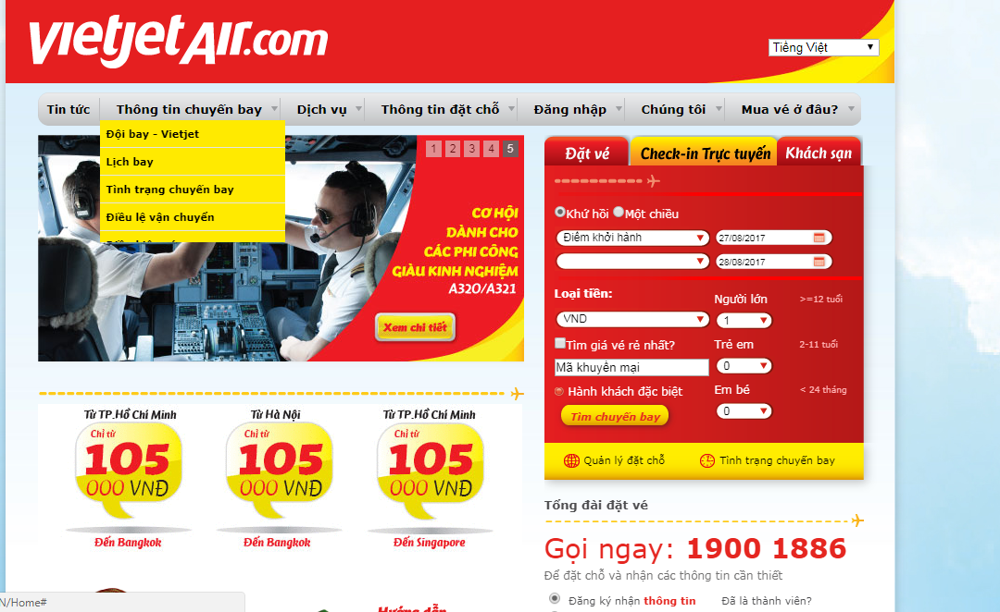 vietjetAir.com
Tiếng Việt
Tin tức
Thông tin chuyến bay
Dịch vụ
Thông tin đặt chỗ
Đăng nhập
Chúng tôi
Mua vé ở đâu?
Đội bay - Vietjet
Lịch bay
Tình trạng chuyến bay
Điều lệ vận chuyển
1 2 3 4 5
CƠ HỘI
DÀNH CHO
CÁC PHI CÔNG
GIÀU KINH NGHIỆM
A320/A321
Xem chi tiết
Đặt vé
Check-in Trực tuyến
Khách sạn
Khứ hồi Một chiều
Điểm khởi hành
27/08/2017
28/08/2017
Loại tiền:
Người lớn
>=12 tuổi
VND
1
Tìm giá vé rẻ nhất?
Trẻ em
2-11 tuổi
Mã khuyến mại
0
Hành khách đặc biệt
Em bé
< 24 tháng
Tìm chuyến bay
0
Quản lý đặt chỗ
Tình trạng chuyến bay
Từ TP.Hồ Chí Minh
Chỉ từ
105
000 VNĐ
Đến Bangkok
Từ Hà Nội
Chỉ từ
105
000 VNĐ
Đến Bangkok
Từ TP.Hồ Chí Minh
Chỉ từ
105
000 VNĐ
Đến Singapore
Tổng đài đặt vé
Gọi ngay: 1900 1886
Để đặt chỗ và nhận các thông tin cần thiết
Đăng ký nhận thông tin
Đã là thành viên?
N/Home#
Hướng dẫn